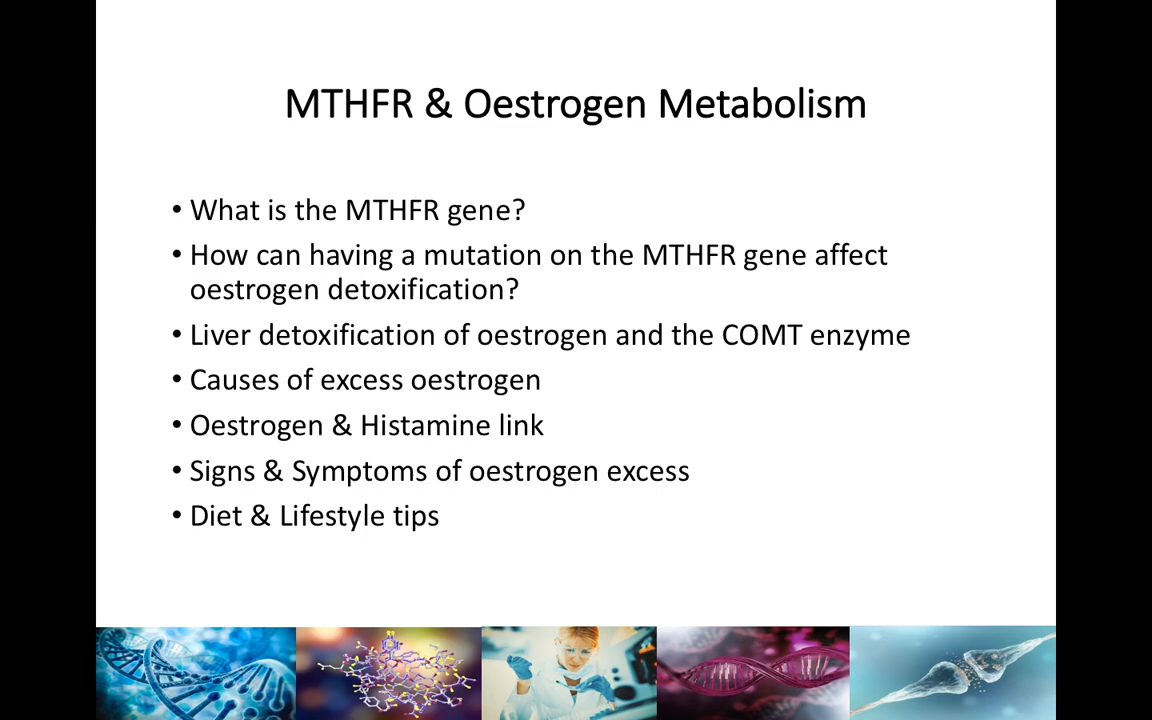 MTHFR & Oestrogen Metabolism
• What is the MTHFR gene?
• How can having a mutation on the MTHFR gene affect
oestrogen detoxification?
• Liver detoxification of oestrogen and the COMT enzyme
• Causes of excess oestrogen
• Oestrogen & Histamine link
• Signs & Symptoms of oestrogen excess
• Diet & Lifestyle tips